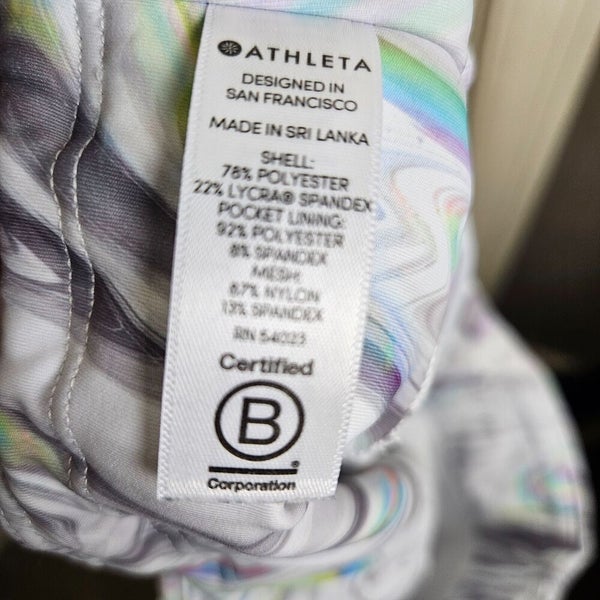 ATHLETA
DESIGNED IN
SAN FRANCISCO
MADE IN SRI LANKA
SHELL:
78% POLYESTER
22% LYCRA® SPANDEX
POCKET LINING:
92% POLYESTER
8% SPANDEX
MESH:
87% NYLON
13% SPANDEX
RN 54023
Certified
B
®
Corporation